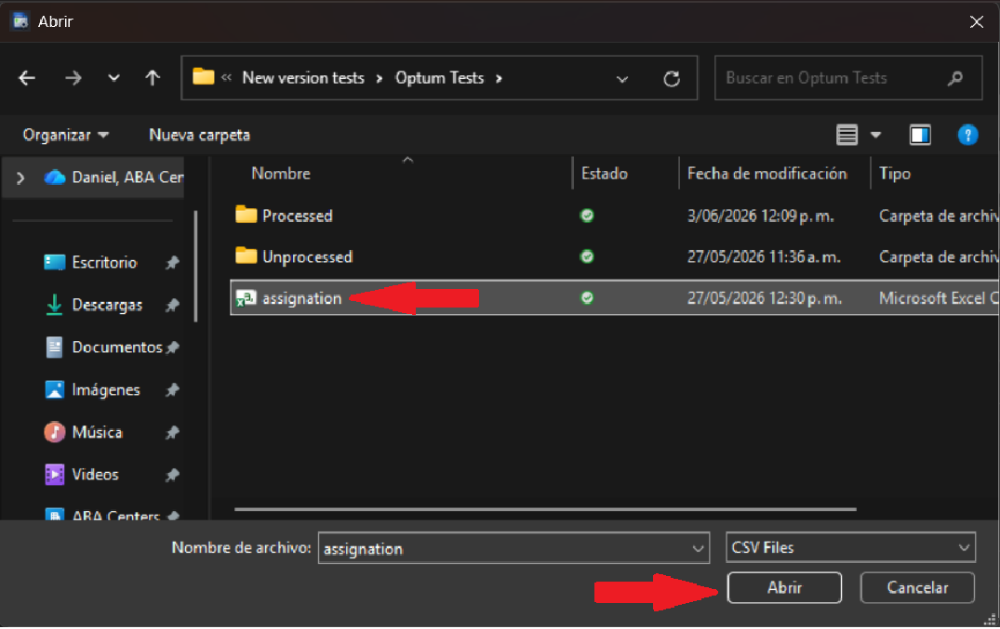 Abrir
« New version tests › Optum Tests ›
Buscar en Optum Tests
Organizar
Nueva carpeta
Daniel, ABA Cer
Nombre
Estado
Fecha de modificación
Tipo
Processed
3/06/2026 12:09 p. m.
Carpeta de archiv
Unprocessed
27/05/2026 11:36 a. m.
Carpeta de archiv
assignation
27/05/2026 12:30 p. m.
Microsoft Excel C
Escritorio
Descargas
Documentos
Imágenes
Música
Videos
ABA Centers
Nombre de archivo:
assignation
CSV Files
Abrir
Cancelar